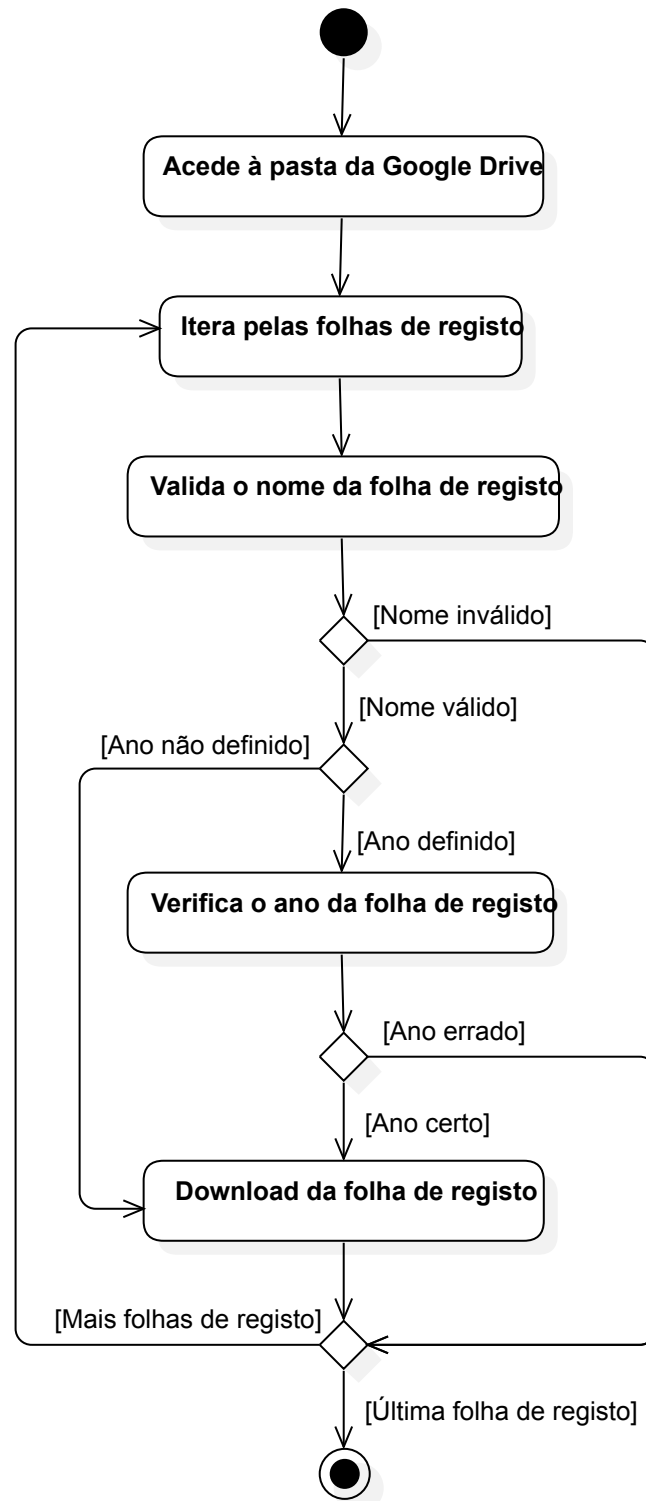 Acede à pasta da Google Drive
Itera pelas folhas de registo
Valida o nome da folha de registo
[Nome inválido]
[Nome válido]
[Ano não definido]
[Ano definido]
Verifica o ano da folha de registo
[Ano errado]
[Ano certo]
Download da folha de registo
[Mais folhas de registo]
[Última folha de registo]